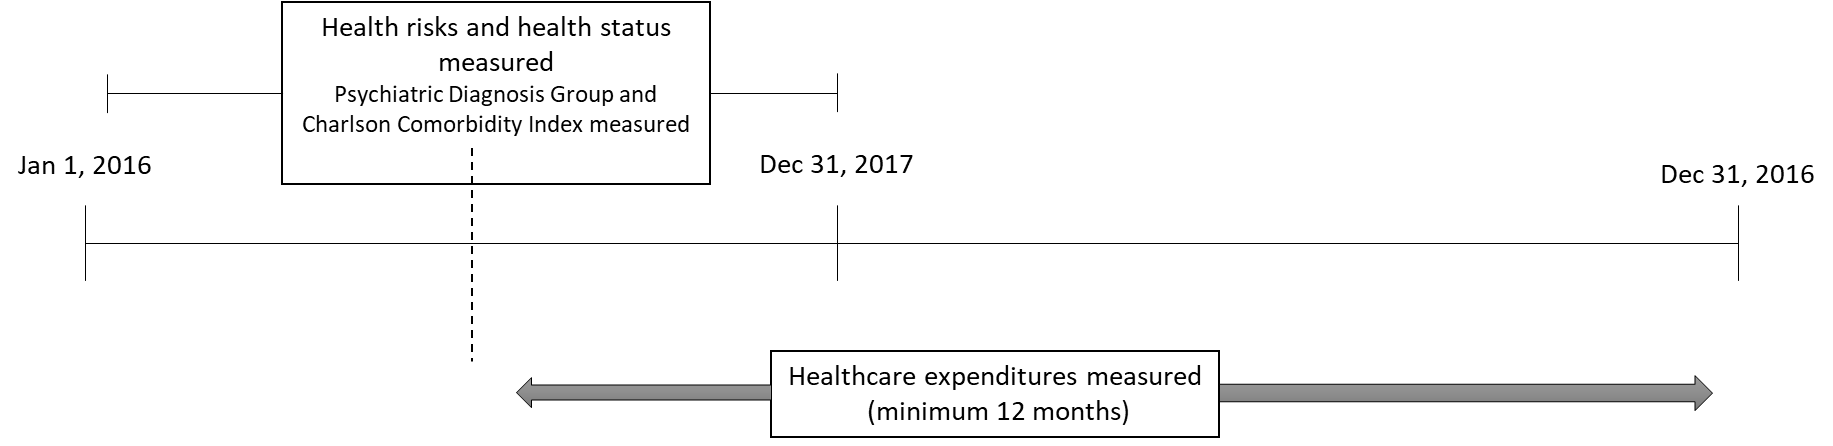 Health risks and health status
measured
Psychiatric Diagnosis Group and
Charlson Comorbidity Index measured
Jan 1, 2016
Dec 31, 2017
Dec 31, 2016
Healthcare expenditures measured
(minimum 12 months)